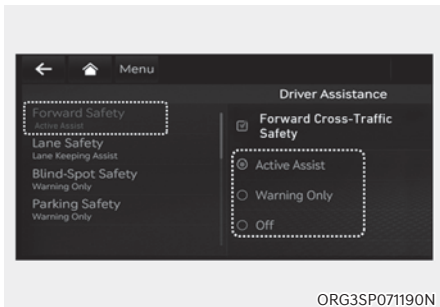 Menu
Driver Assistance
Forward Safety
Active Assist
Lane Safety
Lane Keeping Assist
Blind-Spot Safety
Warning Only
Parking Safety
Warning Only
Forward Cross-Traffic
Safety
Active Assist
Warning Only
Off
ORG3SP071190N